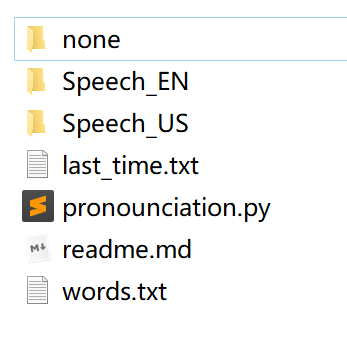 none
Speech_EN
Speech_US
last_time.txt
pronounciation.py
M↓
readme.md
words.txt